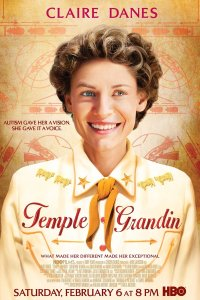 CLAIRE DANES
AUTISM GAVE HER A VISION.
SHE GAVE IT A VOICE.
Temple Grandin
WHAT MADE HER DIFFERENT MADE HER EXCEPTIONAL.
SATURDAY, FEBRUARY 6 AT 8 PM HBO